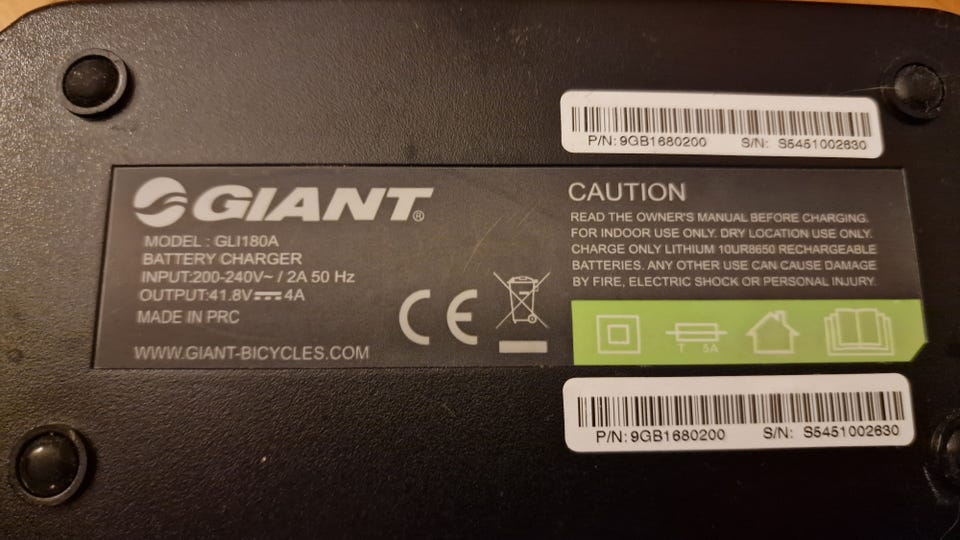 P/N: 9GB1680200 S/N: S5451002630
GIANT®
MODEL : GLI180A
BATTERY CHARGER
INPUT:200-240V~ / 2A 50 Hz
OUTPUT:41.8V⎓4A
MADE IN PRC
WWW.GIANT-BICYCLES.COM
CE
CAUTION
READ THE OWNER'S MANUAL BEFORE CHARGING.
FOR INDOOR USE ONLY. DRY LOCATION USE ONLY.
CHARGE ONLY LITHIUM 10UR8650 RECHARGEABLE
BATTERIES. ANY OTHER USE CAN CAUSE DAMAGE
BY FIRE, ELECTRIC SHOCK OR PERSONAL INJURY.
T 5A
P/N: 9GB1680200 S/N: S5451002630